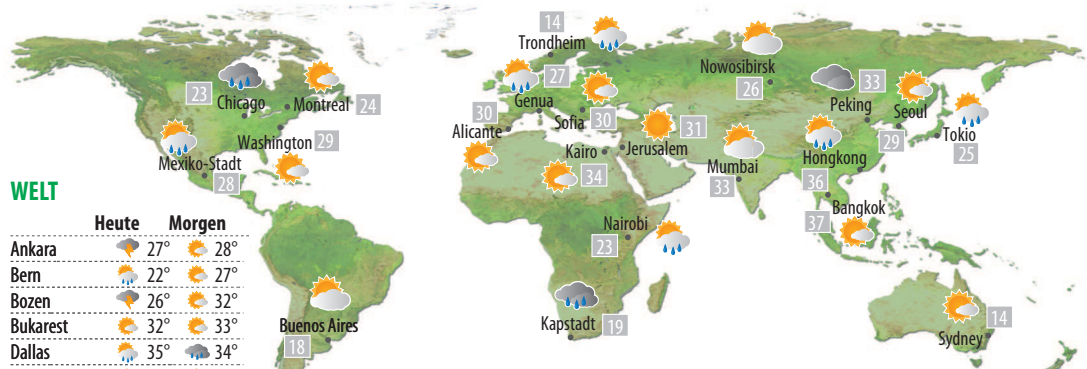 14
Trondheim
27
Genua
30
Alicante
Sofia
30
Nowosibirsk
26
33
Peking
Seoul
29
Tokio
25
23
Chicago
Montreal
24
Washington
29
Mexiko-Stadt
28
Kairo
34
Jerusalem
31
Mumbai
33
Hongkong
36
37
Bangkok
Nairobi
23
Kapstadt
19
Buenos Aires
18
14
Sydney
WELT
Heute Morgen
Ankara 27° 28°
Bern 22° 27°
Bozen 26° 32°
Bukarest 32° 33°
Dallas 35° 34°